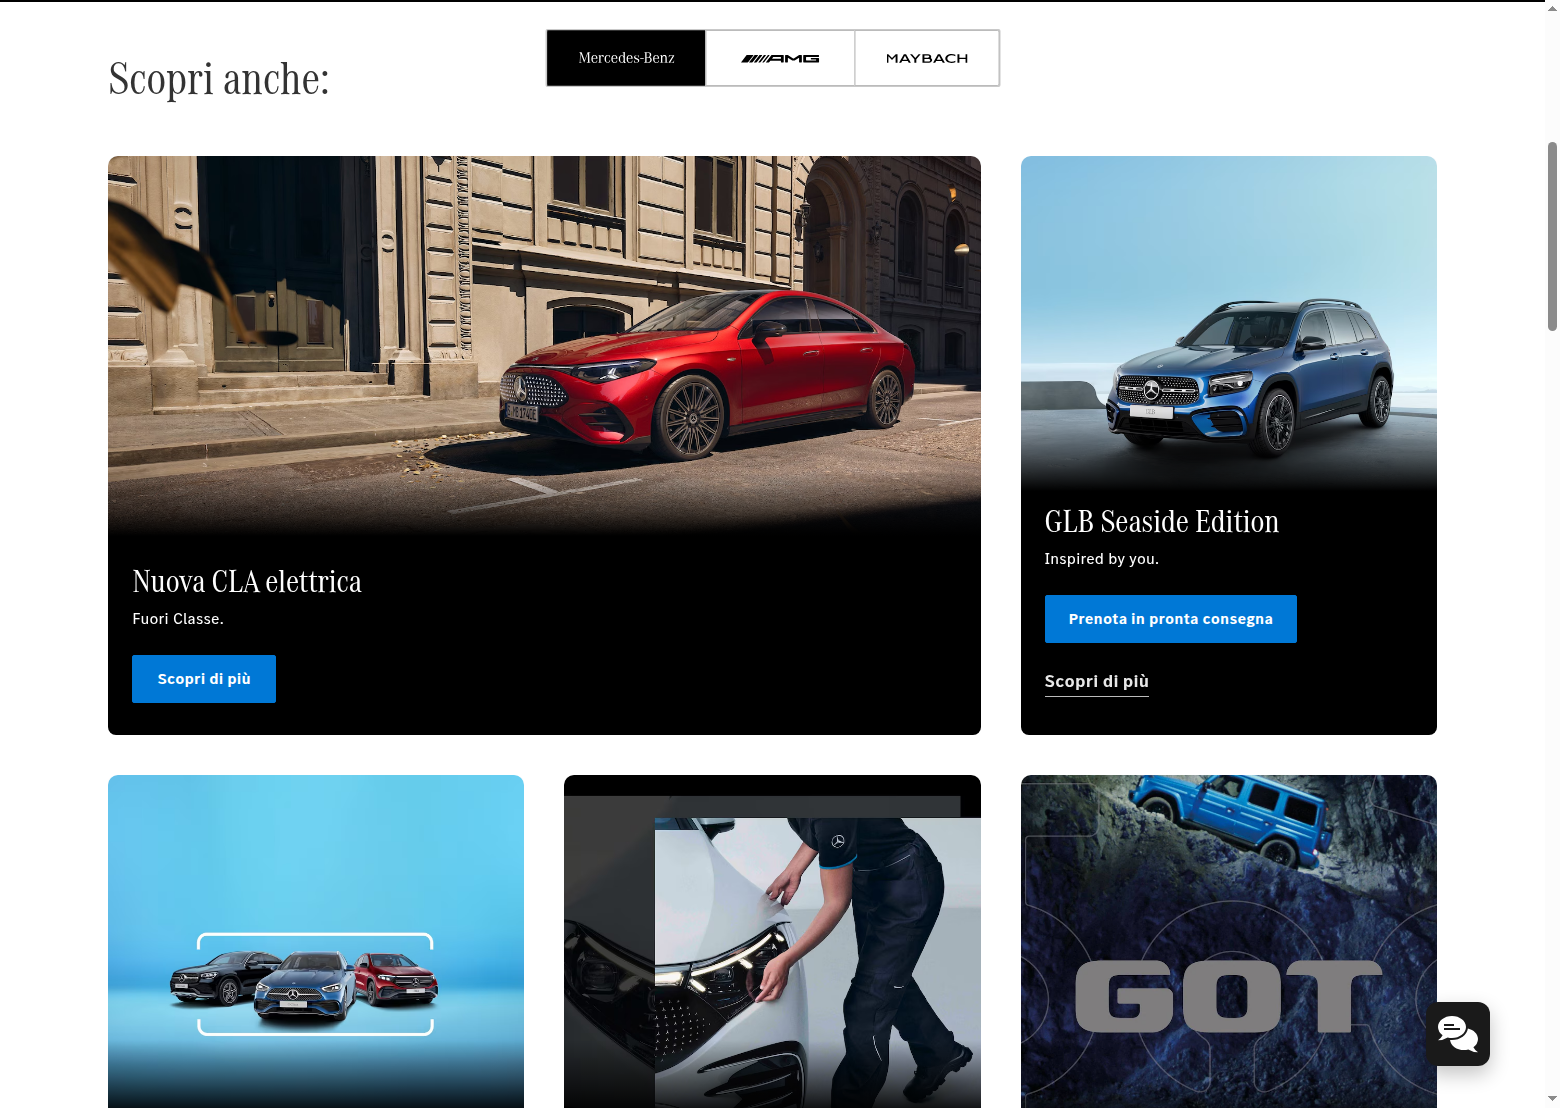 Scopri anche:
Mercedes-Benz
AMG
MAYBACH
Nuova CLA elettrica
Fuori Classe.
Scopri di più
GLB Seaside Edition
Inspired by you.
Prenota in pronta consegna
Scopri di più
GOT